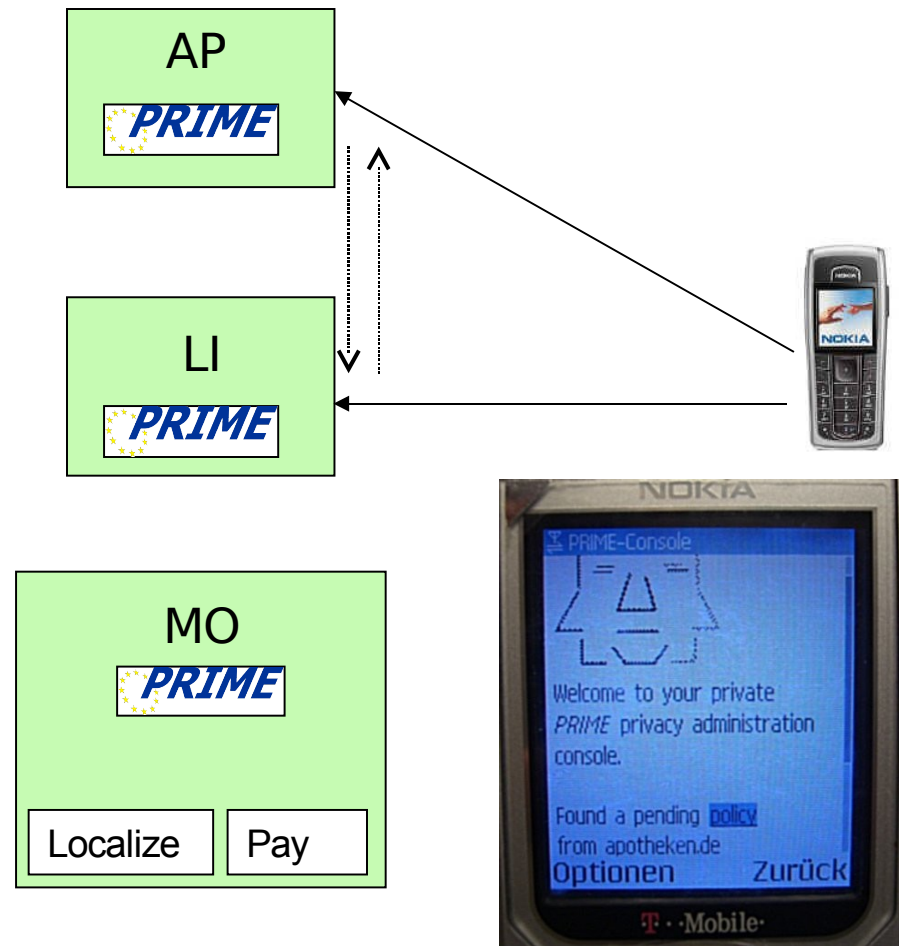 AP
PRIME
LI
PRIME
NOKIA
NOKIA
MO
PRIME
Localize
Pay
NOKIA
PRIME-Console
Welcome to your private
PRIME privacy administration
console.
Found a pending policy
from apotheken.de
Optionen Zurück
T··Mobile·